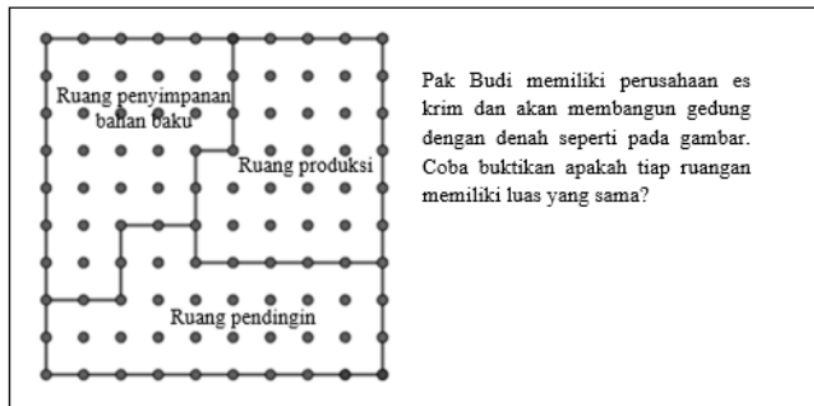 Ruang penyimpanan
bahan baku
Ruang produksi
Ruang pendingin
Pak Budi memiliki perusahaan es
krim dan akan membangun gedung
dengan denah seperti pada gambar.
Coba buktikan apakah tiap ruangan
memiliki luas yang sama?